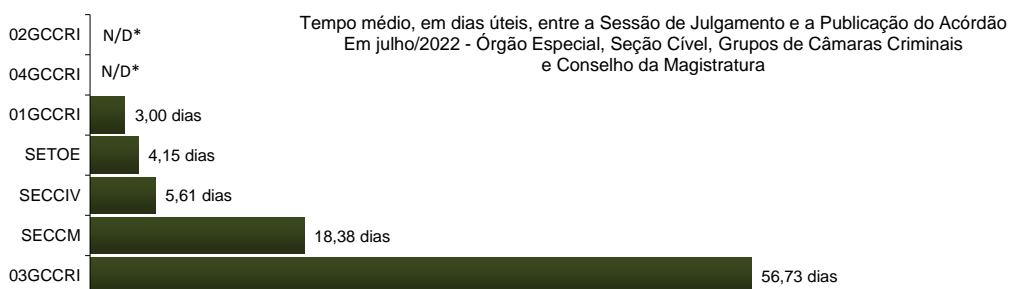 Tempo médio, em dias úteis, entre a Sessão de Julgamento e a Publicação do Acórdão
Em julho/2022 - Órgão Especial, Seção Cível, Grupos de Câmaras Criminais
e Conselho da Magistratura
02GCCRI N/D*
04GCCRI N/D*
01GCCRI 3,00 dias
SETOE 4,15 dias
SECCIV 5,61 dias
SECCM 18,38 dias
03GCCRI 56,73 dias